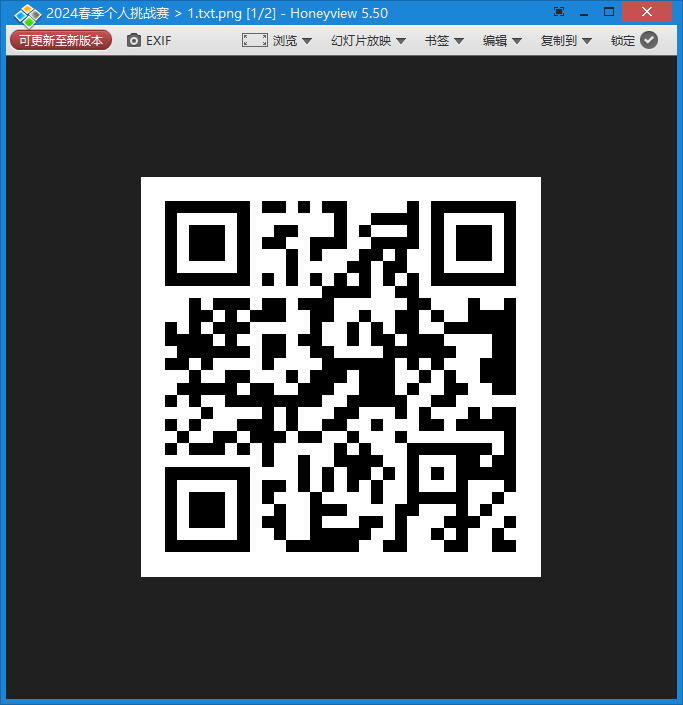 2024春季个人挑战赛 > 1.txt.png [1/2] - Honeyview 5.50
可更新至新版本 EXIF 浏览 幻灯片放映 书签 编辑 复制到 锁定